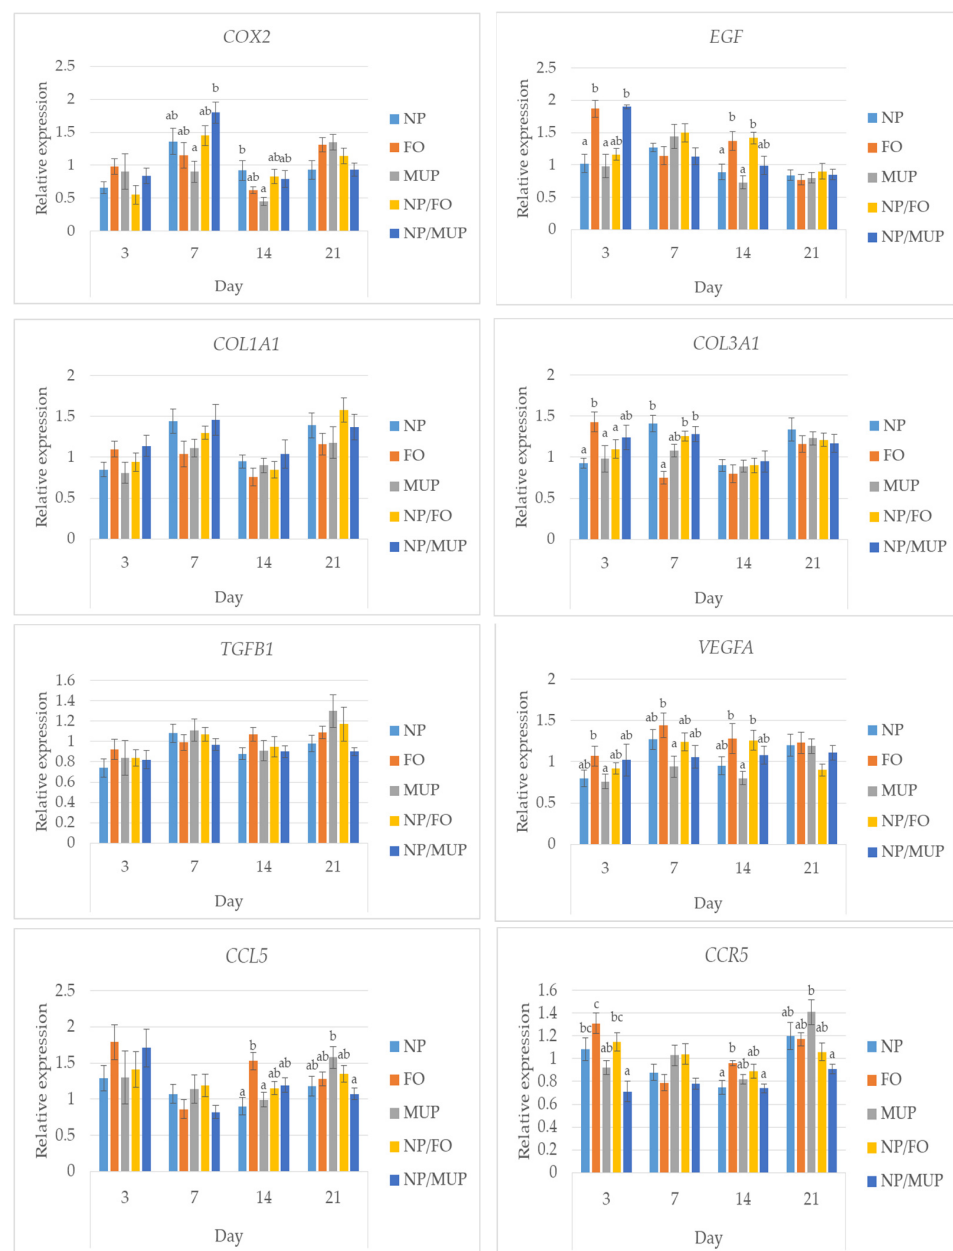 COX2
2.5
2
1.5
1
0.5
0
Relative expression
ab ab a ab b
b ab a ab ab
3 7 14 21
Day
NP
FO
MUP
NP/FO
NP/MUP
EGF
2.5
2
1.5
1
0.5
0
Relative expression
a b a ab b
a b a b ab
3 7 14 21
Day
NP
FO
MUP
NP/FO
NP/MUP
COL1A1
2
1.5
1
0.5
0
Relative expression
3 7 14 21
Day
NP
FO
MUP
NP/FO
NP/MUP
COL3A1
2
1.5
1
0.5
0
Relative expression
a b a a ab
b a ab b b
3 7 14 21
Day
NP
FO
MUP
NP/FO
NP/MUP
TGFB1
1.6
1.4
1.2
1
0.8
0.6
0.4
0.2
0
Relative expression
3 7 14 21
Day
NP
FO
MUP
NP/FO
NP/MUP
VEGFA
2
1.5
1
0.5
0
Relative expression
ab b a ab ab
ab b a ab ab
ab b a b ab
3 7 14 21
Day
NP
FO
MUP
NP/FO
NP/MUP
CCL5
2.5
2
1.5
1
0.5
0
Relative expression
a b a ab ab
ab ab b ab a
3 7 14 21
Day
NP
FO
MUP
NP/FO
NP/MUP
CCR5
1.6
1.4
1.2
1
0.8
0.6
0.4
0.2
0
Relative expression
bc c ab bc a
a b ab ab a
ab ab b ab a
3 7 14 21
Day
NP
FO
MUP
NP/FO
NP/MUP